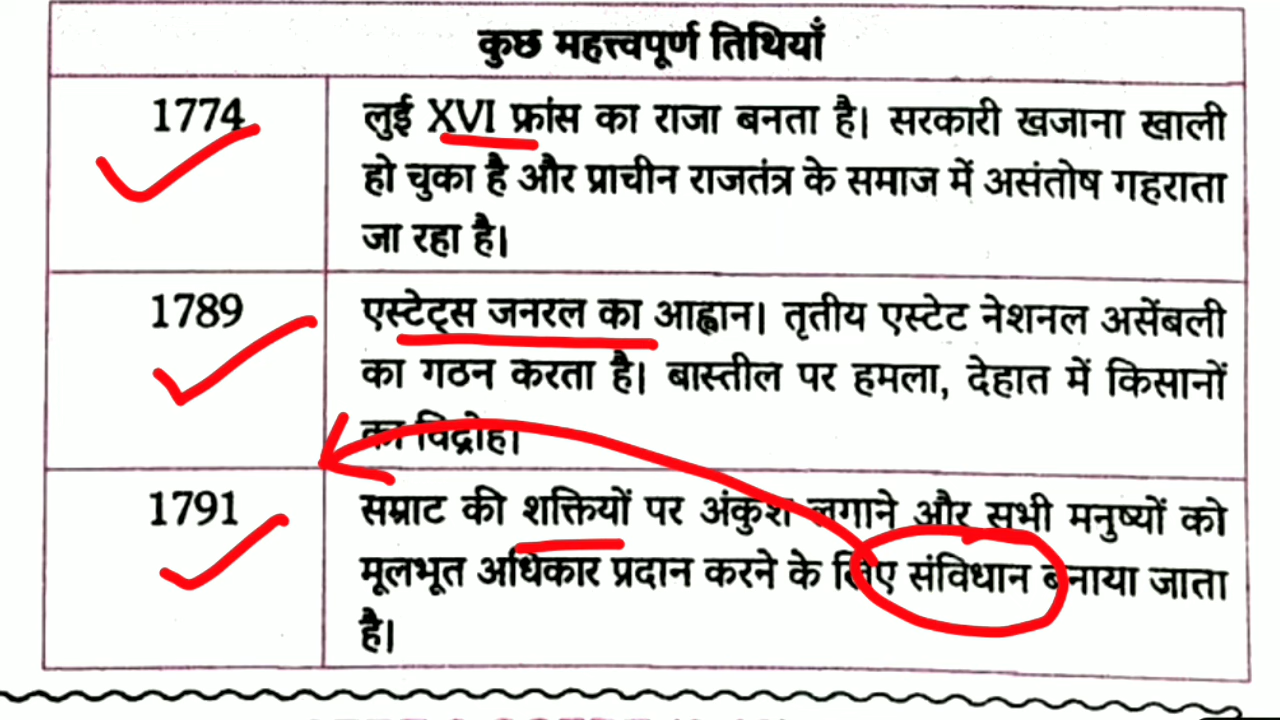 कुछ महत्त्वपूर्ण तिथियाँ
1774
लुई XVI फ्रांस का राजा बनता है। सरकारी खजाना खाली
हो चुका है और प्राचीन राजतंत्र के समाज में असंतोष गहराता
जा रहा है।
1789
एस्टेट्स जनरल का आह्वान। तृतीय एस्टेट नेशनल असेंबली
का गठन करता है। बास्तील पर हमला, देहात में किसानों
का विद्रोह।
1791
सम्राट की शक्तियों पर अंकुश लगाने और सभी मनुष्यों को
मूलभूत अधिकार प्रदान करने के लिए संविधान बनाया जाता
है।